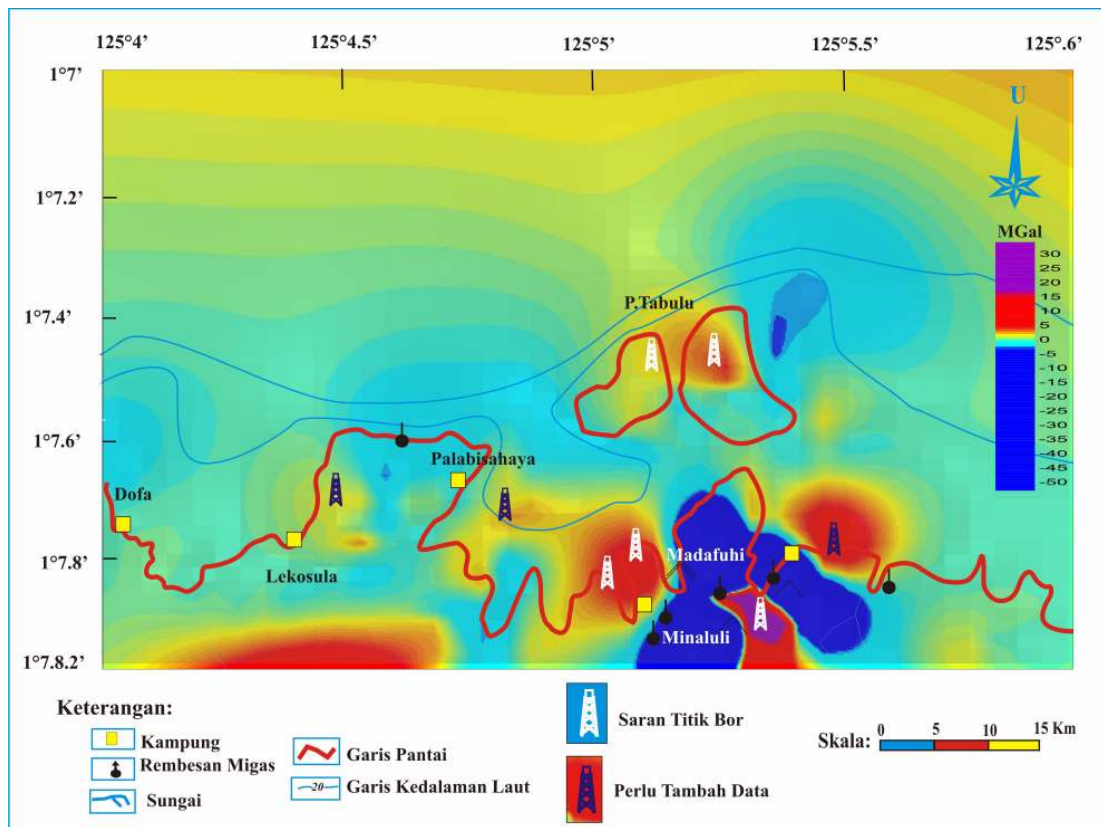 125°4’ 125°4.5’ 125°5’ 125°5.5’ 125°.6’
1°7’
1°7.2’
1°7.4’
1°7.6’
1°7.8’
1°7.8.2’
U
MGal
30
25
20
15
10
5
0
-5
-10
-15
-20
-25
-30
-35
-40
-45
-50
P.Tabulu
Palabisahaya
Dofa
Lekosula
Madafuhi
Minaluli
Keterangan:
Kampung
Rembesan Migas
Sungai
Garis Pantai
20
Garis Kedalaman Laut
Saran Titik Bor
Perlu Tambah Data
Skala:
0 5 10 15 Km